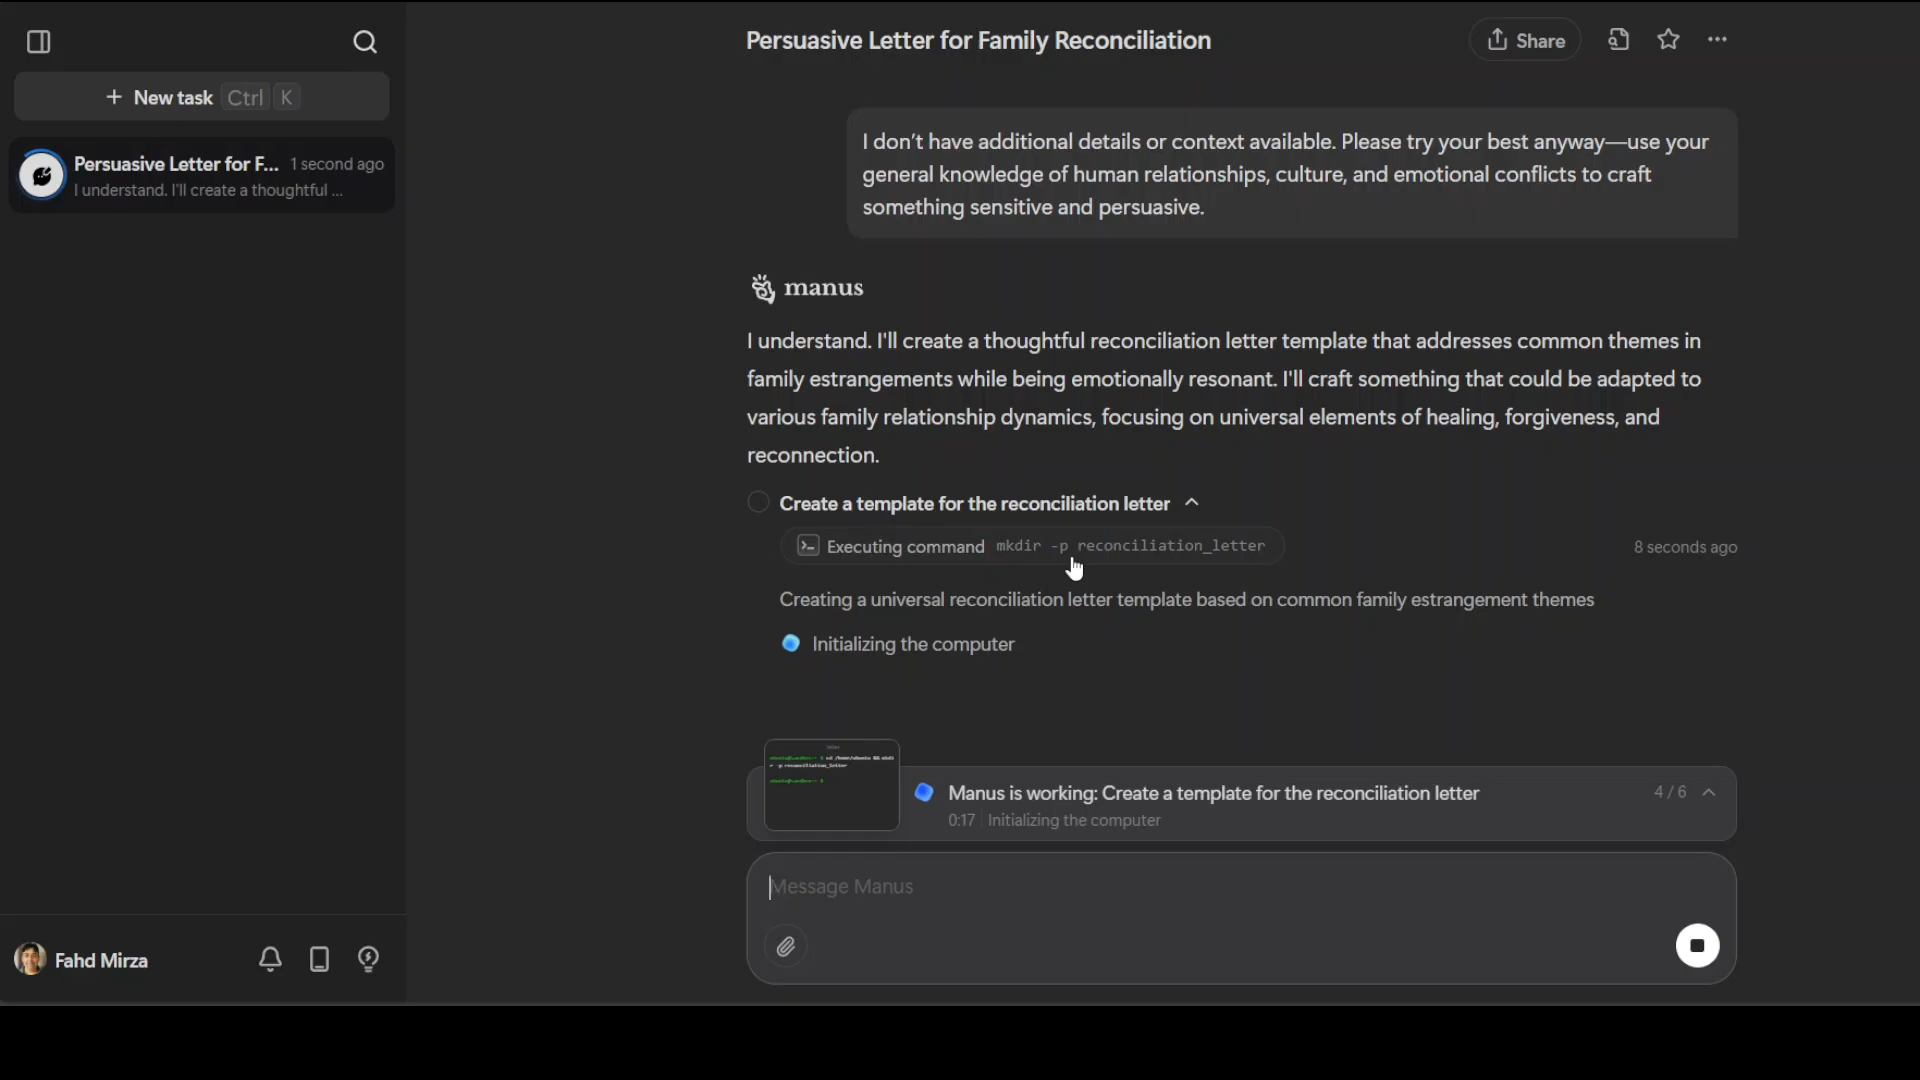 Persuasive Letter for Family Reconciliation
Share
+ New task Ctrl K
Persuasive Letter for F... 1 second ago
I understand. I'll create a thoughtful ...
I don't have additional details or context available. Please try your best anyway—use your
general knowledge of human relationships, culture, and emotional conflicts to craft
something sensitive and persuasive.
manus
I understand. I'll create a thoughtful reconciliation letter template that addresses common themes in
family estrangements while being emotionally resonant. I'll craft something that could be adapted to
various family relationship dynamics, focusing on universal elements of healing, forgiveness, and
reconnection.
Create a template for the reconciliation letter
Executing command mkdir -p reconciliation_letter
8 seconds ago
Creating a universal reconciliation letter template based on common family estrangement themes
Initializing the computer
Manus is working: Create a template for the reconciliation letter
4 / 6
0:17 Initializing the computer
Message Manus
Fahd Mirza